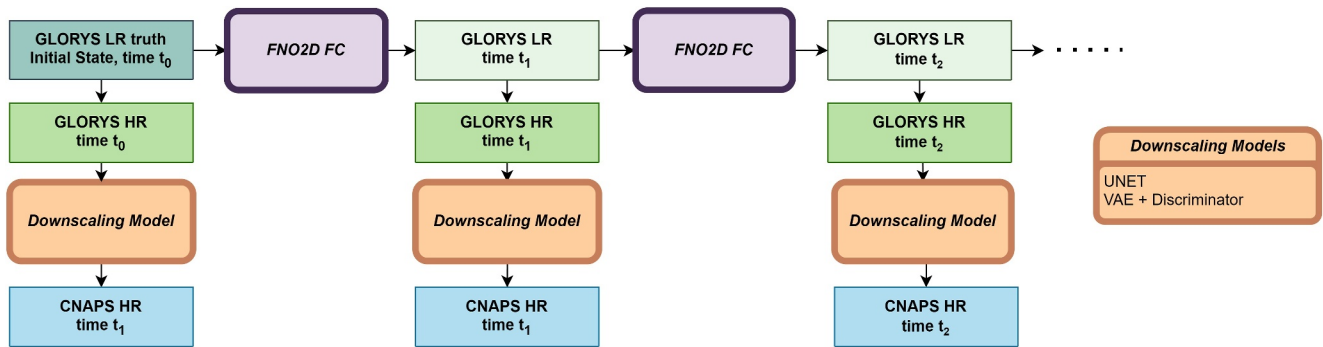 GLORYS LR truth
Initial State, time t₀
FNO2D FC
GLORYS LR
time t₁
FNO2D FC
GLORYS LR
time t₂
.....
GLORYS HR
time t₀
GLORYS HR
time t₁
GLORYS HR
time t₂
Downscaling Models
UNET
VAE + Discriminator
Downscaling Model
Downscaling Model
Downscaling Model
CNAPS HR
time t₁
CNAPS HR
time t₁
CNAPS HR
time t₂